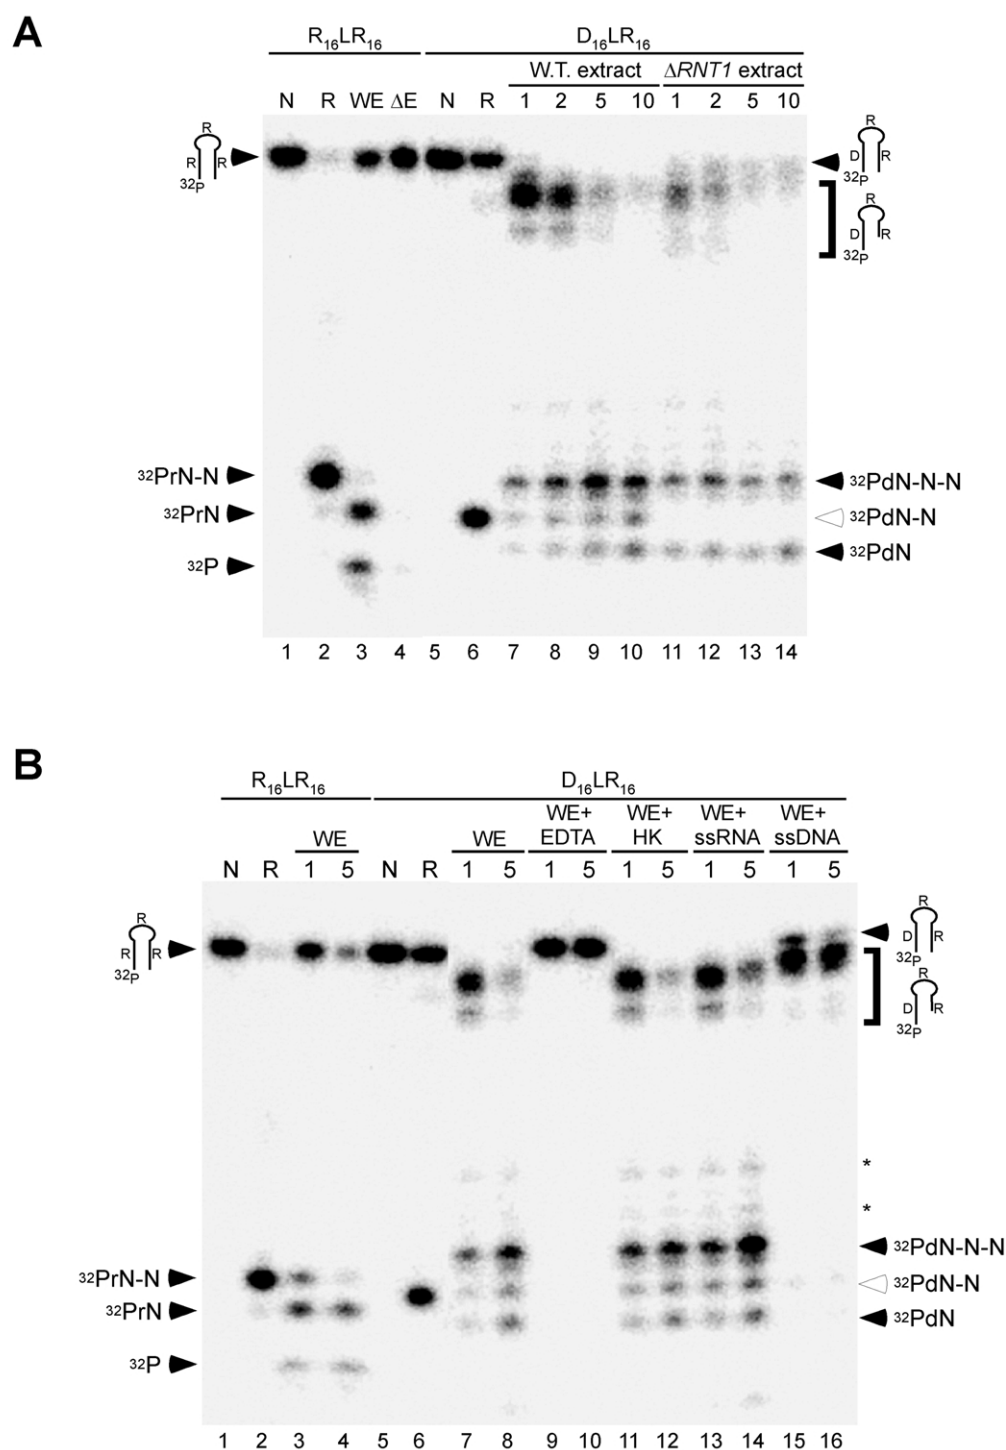 A
R16LR16 D16LR16
W.T. extract ΔRNT1 extract
N R WE ΔE N R 1 2 5 10 1 2 5 10
R
R R
32P
R
D R
32P
R
D R
32P
32PrN-N
32PrN
32P
32PdN-N-N
32PdN-N
32PdN
1 2 3 4 5 6 7 8 9 10 11 12 13 14
B
R16LR16 D16LR16
WE+ WE+ WE+ WE+
WE WE EDTA HK ssRNA ssDNA
N R 1 5 N R 1 5 1 5 1 5 1 5 1 5
R
R R
32P
R
D R
32P
R
D R
32P
*
*
32PrN-N
32PrN
32P
32PdN-N-N
32PdN-N
32PdN
1 2 3 4 5 6 7 8 9 10 11 12 13 14 15 16